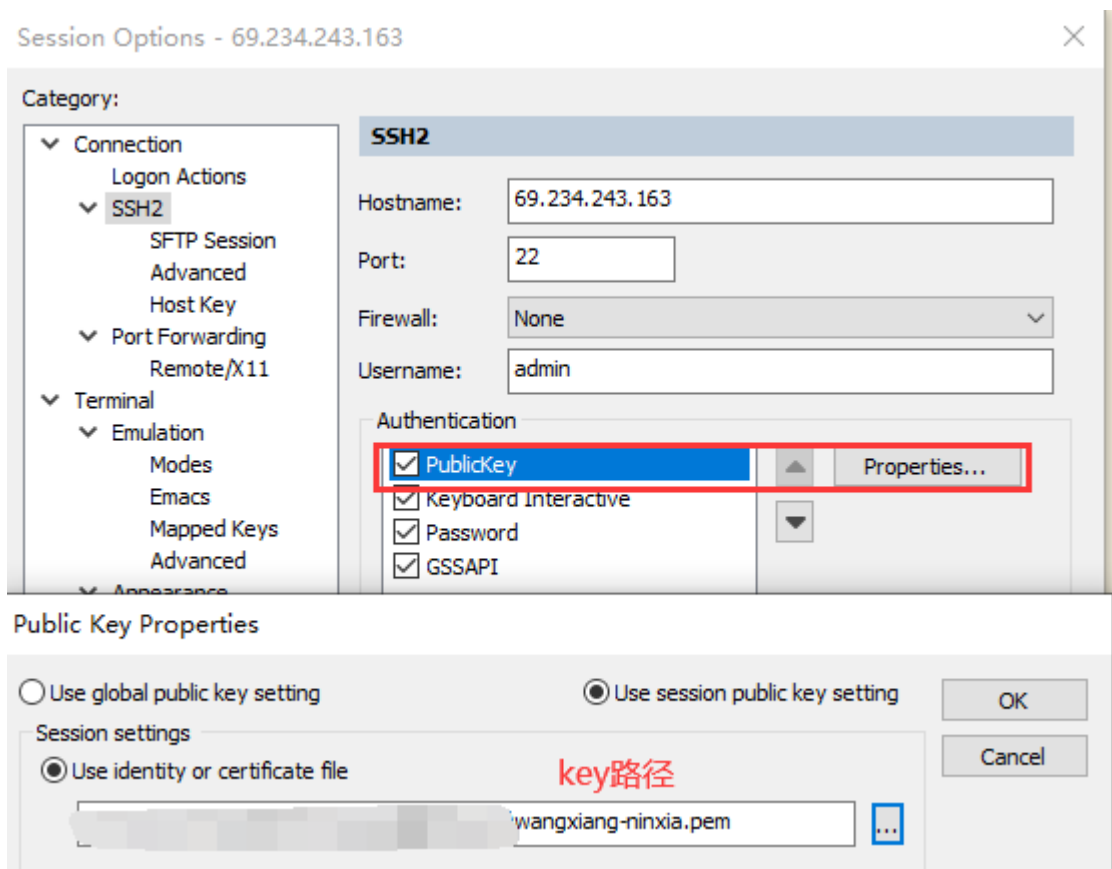 Session Options - 69.234.243.163
Category:
Connection
Logon Actions
SSH2
SFTP Session
Advanced
Host Key
Port Forwarding
Remote/X11
Terminal
Emulation
Modes
Emacs
Mapped Keys
Advanced
Appearance
SSH2
Hostname: 69.234.243.163
Port: 22
Firewall: None
Username: admin
Authentication
PublicKey Properties...
Keyboard Interactive
Password
GSSAPI
Public Key Properties
Use global public key setting Use session public key setting OK
Session settings
Use identity or certificate file key路径 Cancel
wangxiang-ninxia.pem ...